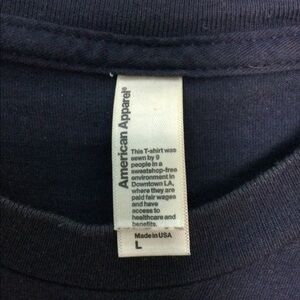 American Apparel®
This T-shirt was
sewn by 9
people in a
sweatshop-free
environment in
Downtown LA,
where they are
paid fair wages
and have
access to
healthcare and
benefits.
Made in USA
L